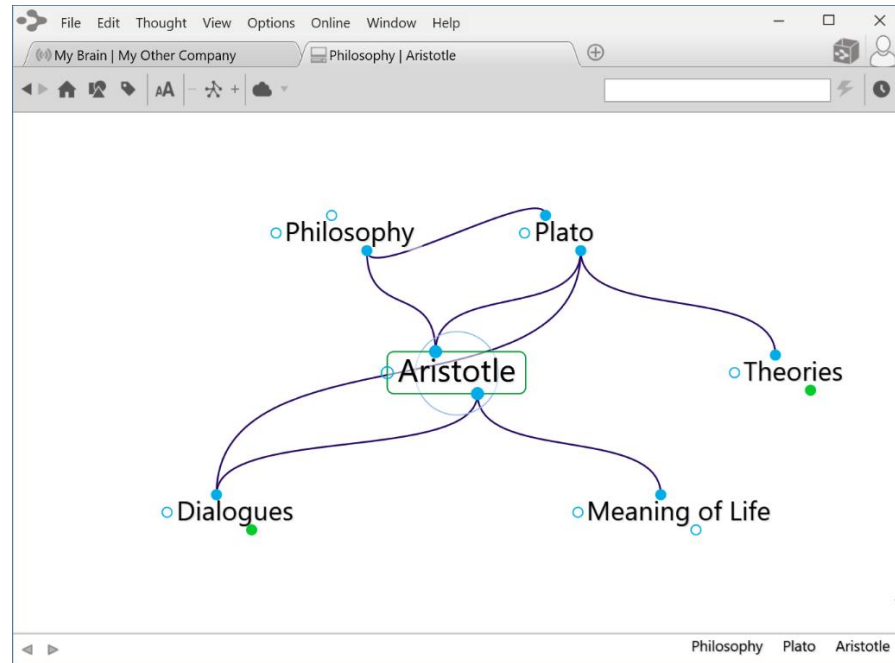 File Edit Thought View Options Online Window Help
My Brain | My Other Company
Philosophy | Aristotle
AA
Philosophy
Plato
Aristotle
Theories
Dialogues
Meaning of Life
Philosophy Plato Aristotle